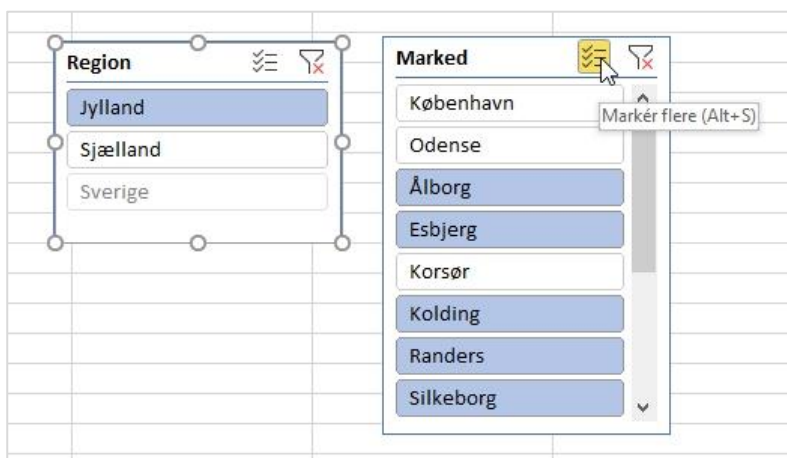 Region
Jylland
Sjælland
Sverige
Marked
København
Markér flere (Alt+S)
Odense
Ålborg
Esbjerg
Korsør
Kolding
Randers
Silkeborg